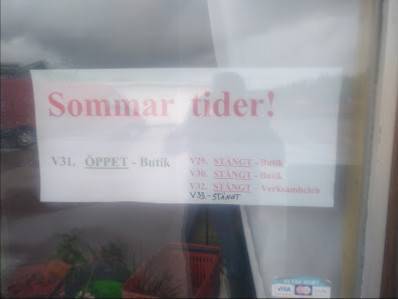 Sommar tider!
V31. ÖPPET - Butik
V29. STÄNGT - Butik
V30. STÄNGT - Butik
V32. STÄNGT - Verksamheten
V33 - STÄNGT
VISA